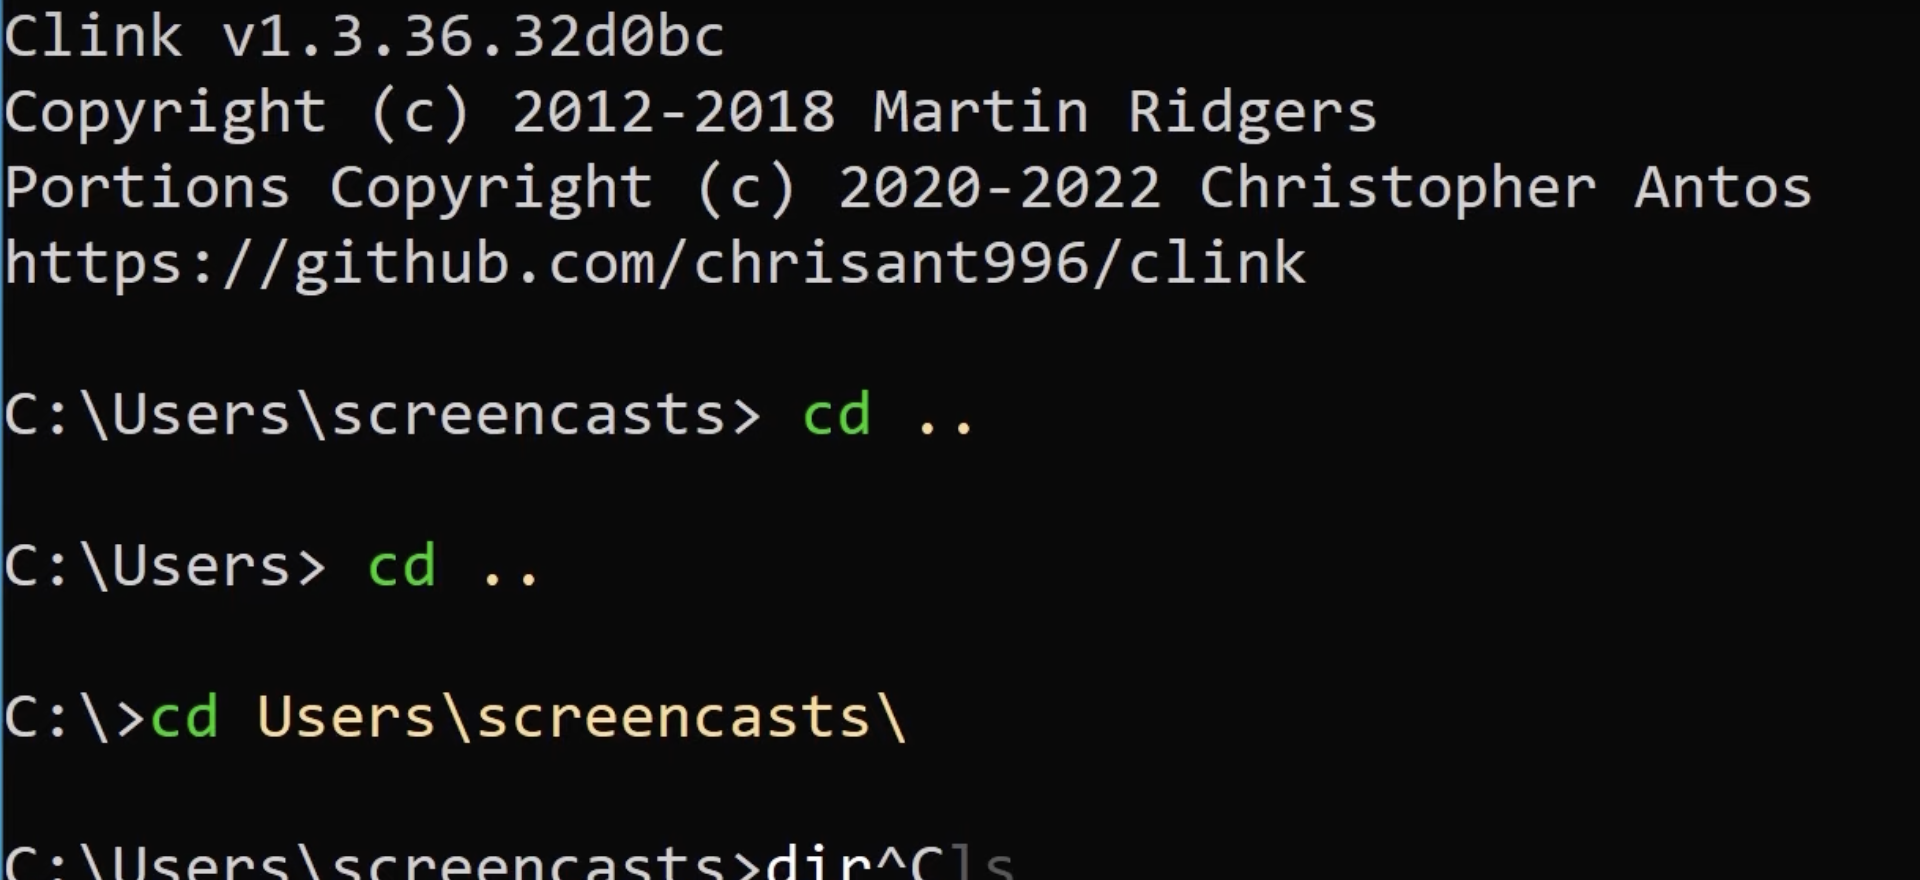 Clink v1.3.36.32d0bc
Copyright (c) 2012-2018 Martin Ridgers
Portions Copyright (c) 2020-2022 Christopher Antos
https://github.com/chrisant996/clink
C:\Users\screencasts> cd ..
C:\Users> cd ..
C:\>cd Users\screencasts\
C:\Users\screencasts>dir^Cls